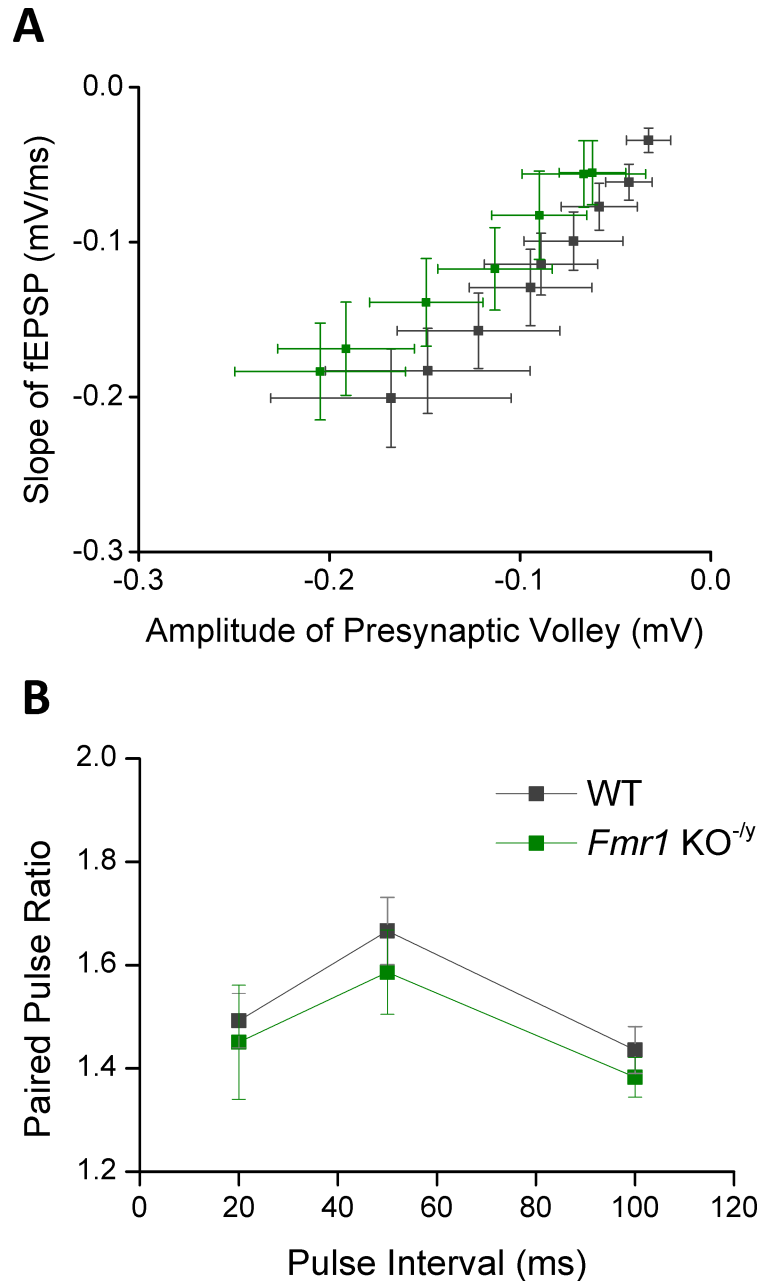 A
0.0
-0.1
-0.2
-0.3
Slope of fEPSP (mV/ms)
-0.3 -0.2 -0.1 0.0
Amplitude of Presynaptic Volley (mV)
B
2.0
1.8
1.6
1.4
1.2
Paired Pulse Ratio
WT
Fmr1 KO-/y
0 20 40 60 80 100 120
Pulse Interval (ms)